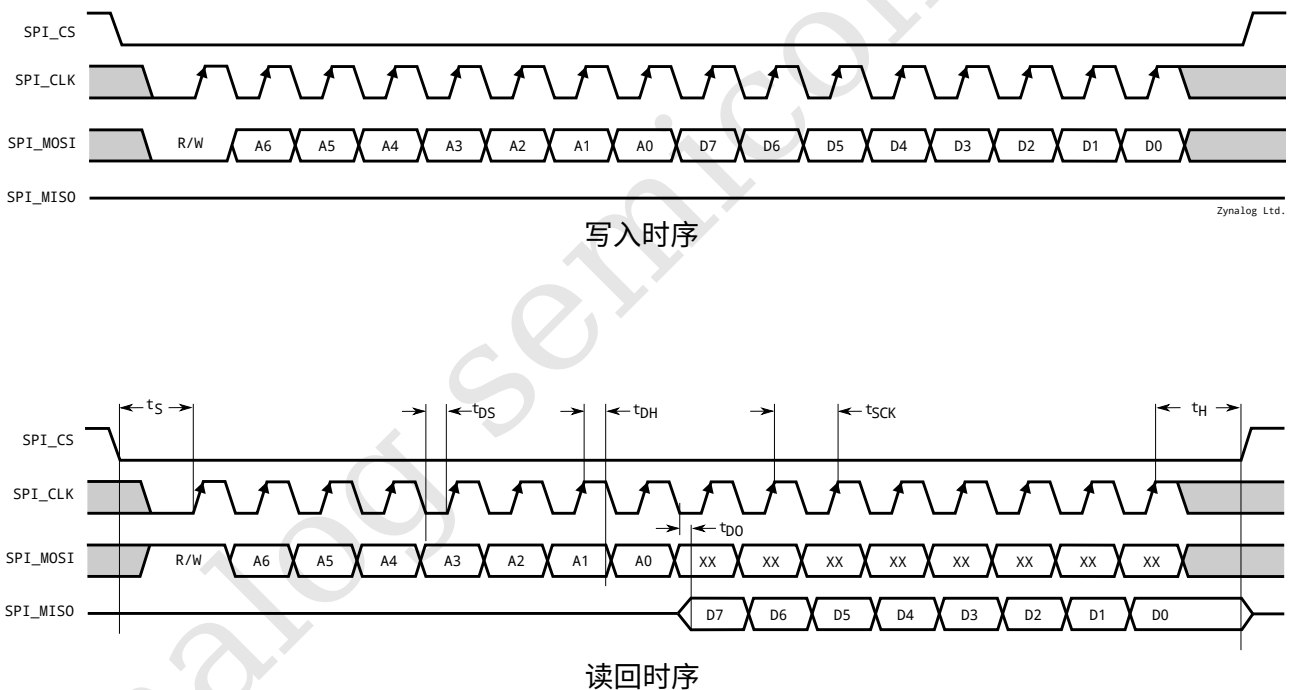 SPI_CS
SPI_CLK
SPI_MOSI R/W A6 A5 A4 A3 A2 A1 A0 D7 D6 D5 D4 D3 D2 D1 D0
SPI_MISO
Zynalog Ltd.
写入时序
tS tDS tDH tSCK tH
SPI_CS
SPI_CLK
tDO
SPI_MOSI R/W A6 A5 A4 A3 A2 A1 A0 XX XX XX XX XX XX XX XX
SPI_MISO D7 D6 D5 D4 D3 D2 D1 D0
读回时序
alog semicon